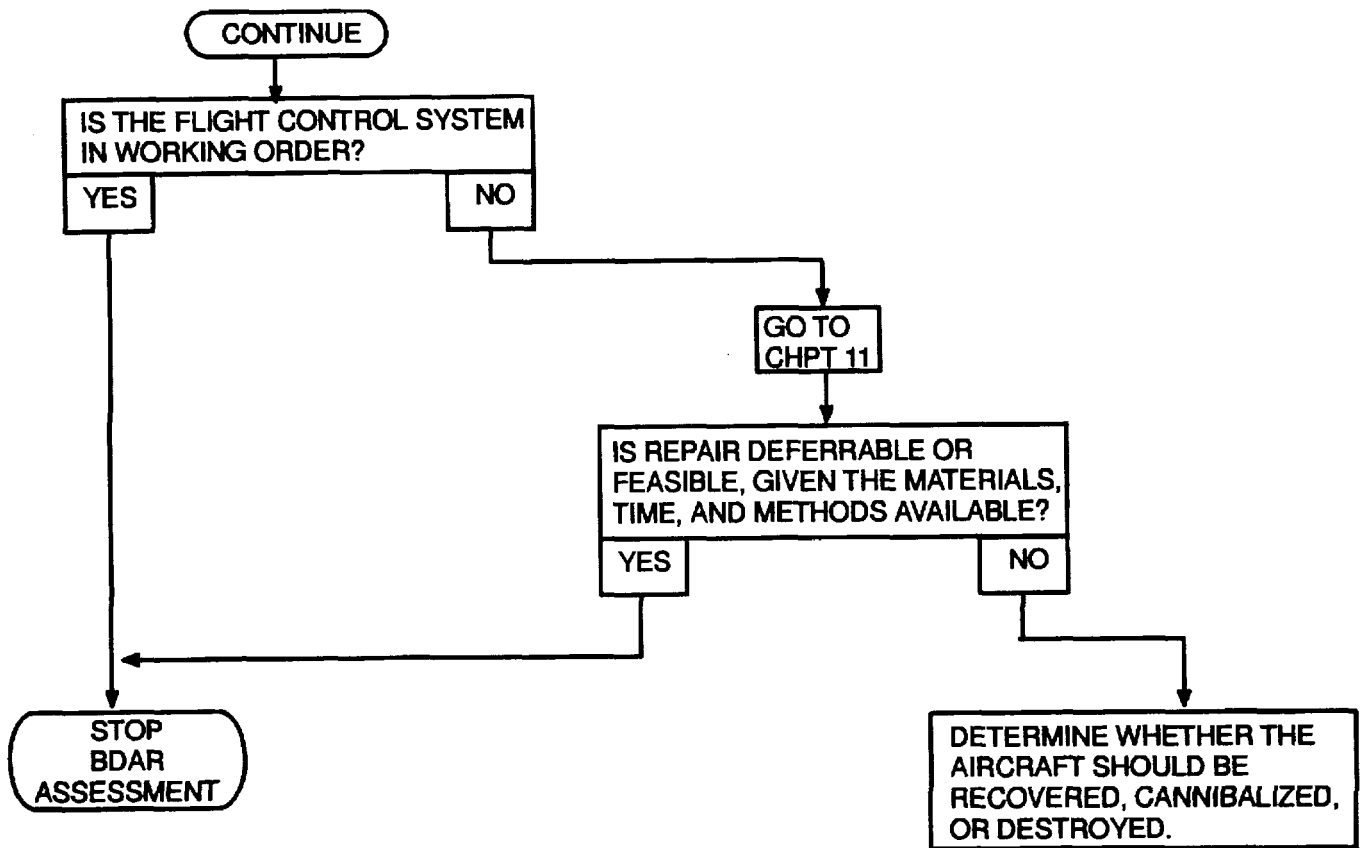 CONTINUE
IS THE FLIGHT CONTROL SYSTEM
IN WORKING ORDER?
YES
NO
GO TO
CHPT 11
IS REPAIR DEFERRABLE OR
FEASIBLE, GIVEN THE MATERIALS,
TIME, AND METHODS AVAILABLE?
YES
NO
STOP
BDAR
ASSESSMENT
DETERMINE WHETHER THE
AIRCRAFT SHOULD BE
RECOVERED, CANNIBALIZED,
OR DESTROYED.